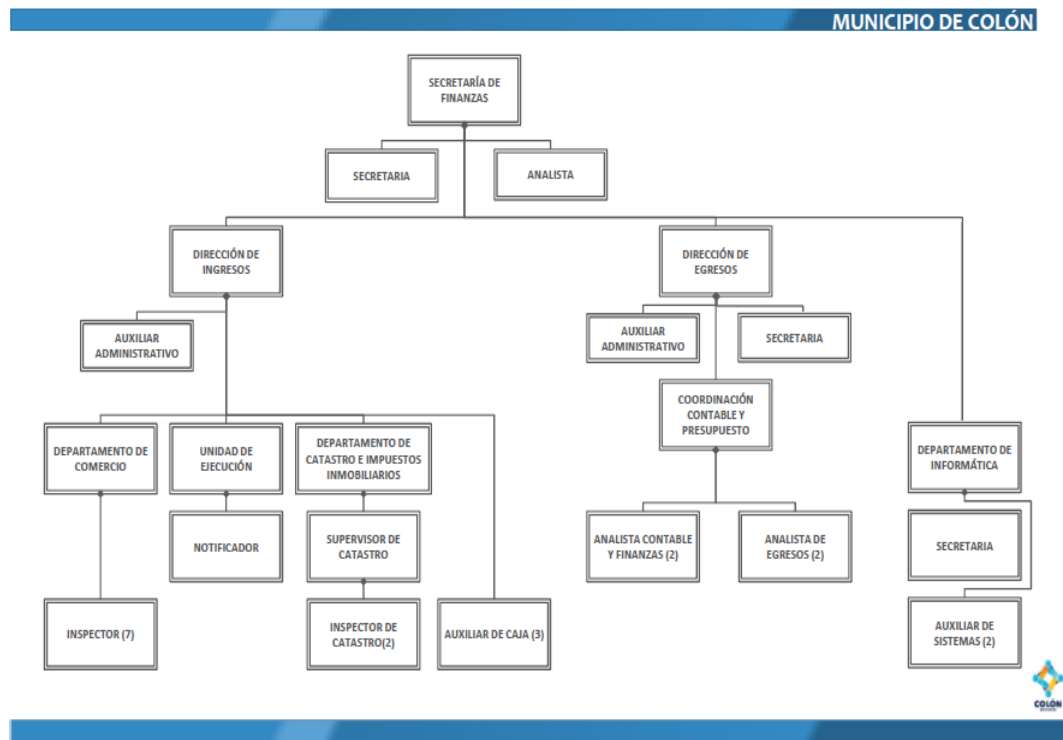 MUNICIPIO DE COLÓN
SECRETARÍA DE
FINANZAS
SECRETARIA
ANALISTA
DIRECCIÓN DE
INGRESOS
DIRECCIÓN DE
EGRESOS
AUXILIAR
ADMINISTRATIVO
AUXILIAR
ADMINISTRATIVO
SECRETARIA
COORDINACIÓN
CONTABLE Y
PRESUPUESTO
DEPARTAMENTO DE
COMERCIO
UNIDAD DE
EJECUCIÓN
DEPARTAMENTO DE
CATASTRO E IMPUESTOS
INMOBILIARIOS
DEPARTAMENTO DE
INFORMÁTICA
NOTIFICADOR
SUPERVISOR DE
CATASTRO
ANALISTA CONTABLE
Y FINANZAS (2)
ANALISTA DE
EGRESOS (2)
SECRETARIA
INSPECTOR (7)
INSPECTOR DE
CATASTRO(2)
AUXILIAR DE CAJA (3)
AUXILIAR DE
SISTEMAS (2)
COLÓN